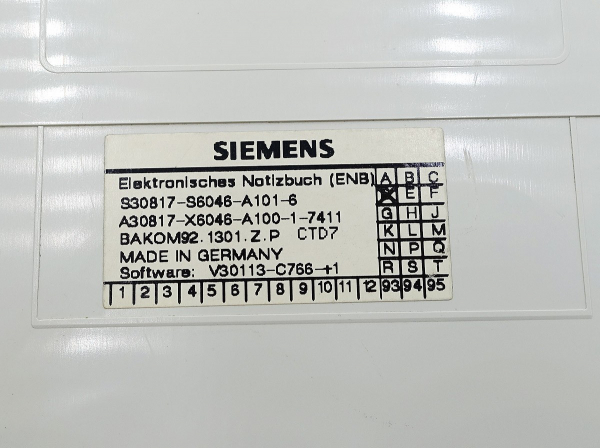 SIEMENS
Elektronisches Notizbuch (ENB) A B C
S30817-S6046-A101-6 E F
A30817-X6046-A100-1-7411 G H J
BAKOM92.1301.Z.P CTD7 K L M
MADE IN GERMANY N P Q
Software: V30113-C766-+1 R S T
1 2 3 4 5 6 7 8 9 10 11 12 93 94 95